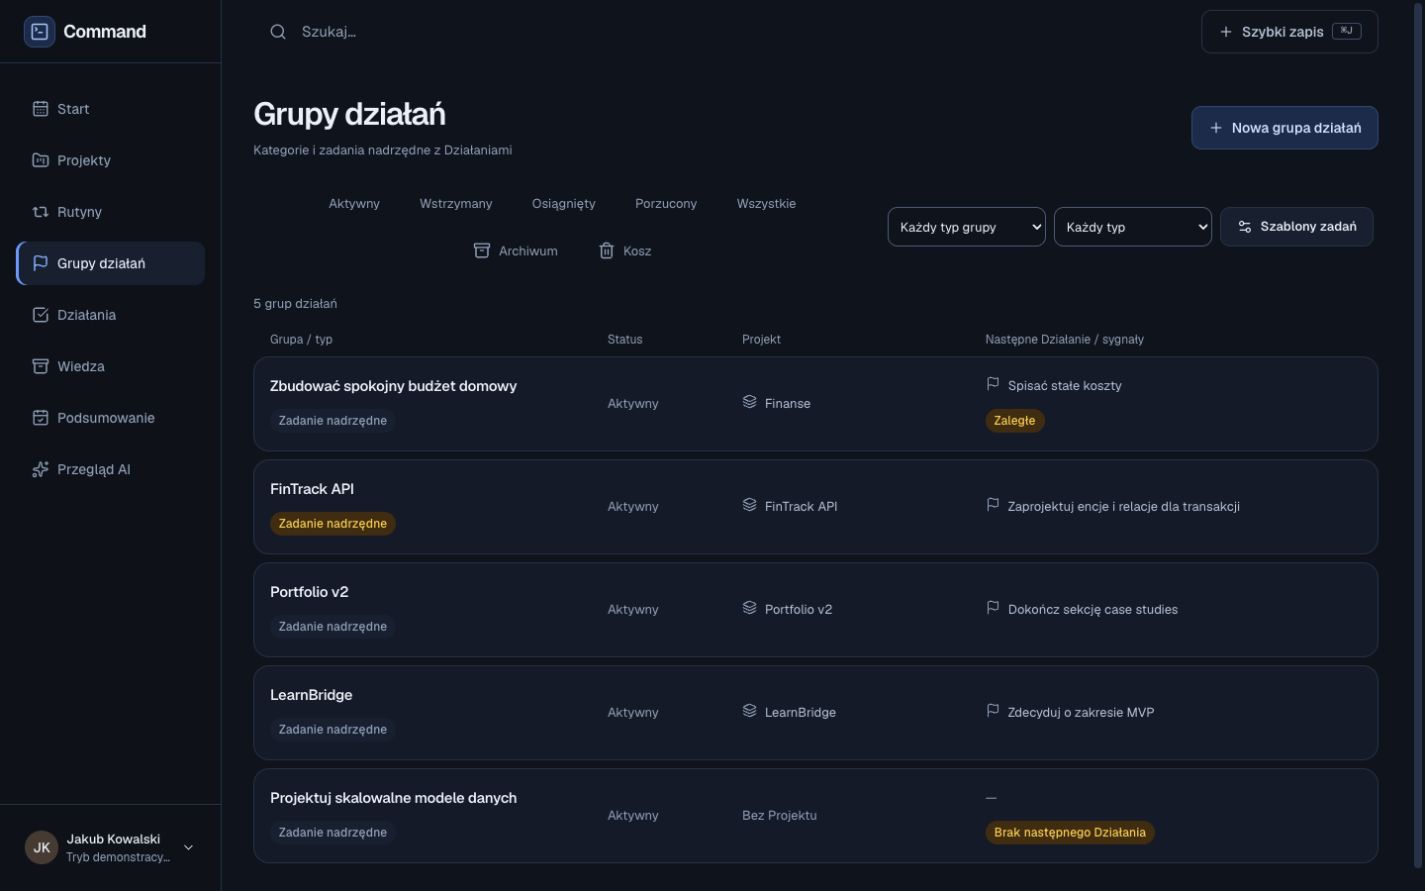 Command
Szukaj...
Szybki zapis ⌘J
Start
Projekty
Rutyny
Grupy działań
Działania
Wiedza
Podsumowanie
Przegląd AI
JK
Jakub Kowalski
Tryb demonstracy...
Grupy działań
Kategorie i zadania nadrzędne z Działaniami
Nowa grupa działań
Aktywny Wstrzymany Osiągnięty Porzucony Wszystkie
Archiwum Kosz
Każdy typ grupy Każdy typ Szablony zadań
5 grup działań
Grupa / typ Status Projekt Następne Działanie / sygnały
Zbudować spokojny budżet domowy
Zadanie nadrzędne
Aktywny
Finanse
Spisać stałe koszty
Zaległe
FinTrack API
Zadanie nadrzędne
Aktywny
FinTrack API
Zaprojektuj encje i relacje dla transakcji
Portfolio v2
Zadanie nadrzędne
Aktywny
Portfolio v2
Dokończ sekcję case studies
LearnBridge
Zadanie nadrzędne
Aktywny
LearnBridge
Zdecyduj o zakresie MVP
Projektuj skalowalne modele danych
Zadanie nadrzędne
Aktywny
Bez Projektu
—
Brak następnego Działania